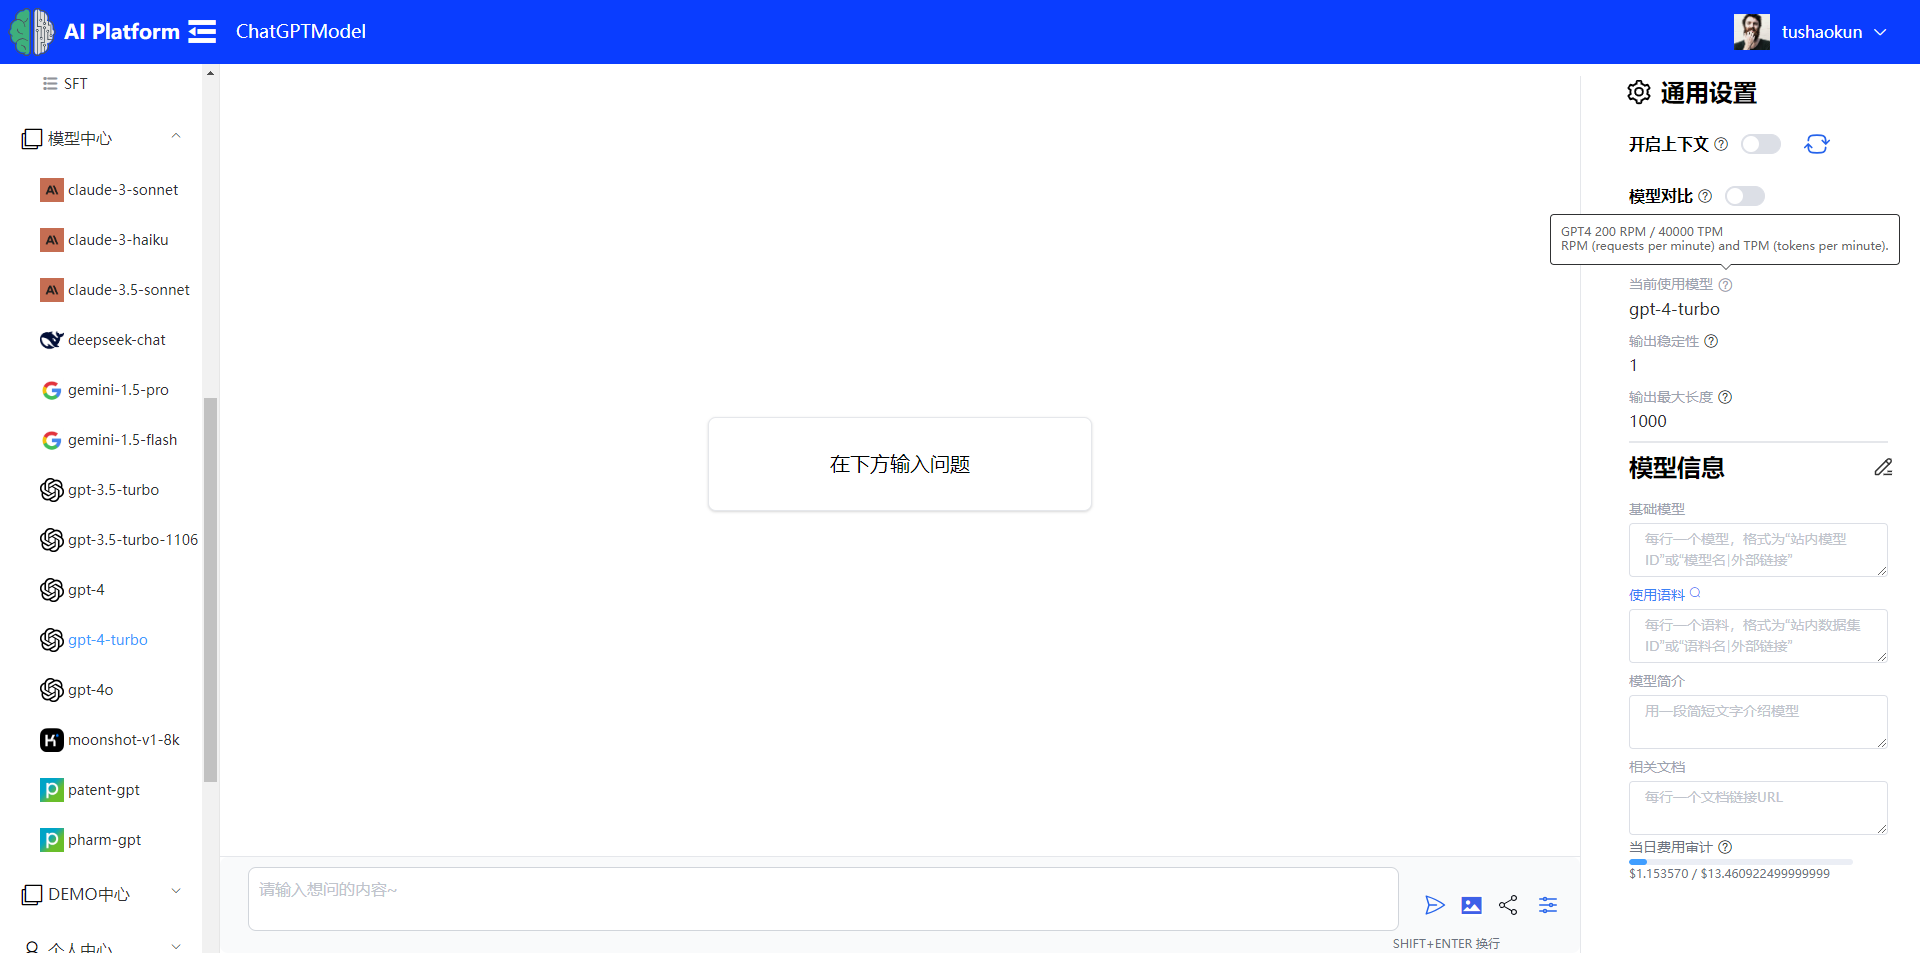 AI Platform
ChatGPTModel
tushaokun
SFT
模型中心
claude-3-sonnet
claude-3-haiku
claude-3.5-sonnet
deepseek-chat
gemini-1.5-pro
gemini-1.5-flash
gpt-3.5-turbo
gpt-3.5-turbo-1106
gpt-4
gpt-4-turbo
gpt-4o
moonshot-v1-8k
patent-gpt
pharm-gpt
DEMO中心
个人中心
在下方输入问题
请输入想问的内容~
SHIFT+ENTER 换行
通用设置
开启上下文
模型对比
GPT4 200 RPM / 40000 TPM
RPM (requests per minute) and TPM (tokens per minute).
当前使用模型
gpt-4-turbo
输出稳定性
1
输出最大长度
1000
模型信息
基础模型
每行一个模型，格式为“站内模型
ID”或“模型名|外部链接”
使用语料
每行一个语料，格式为“站内数据集
ID”或“语料名|外部链接”
模型简介
用一段简短文字介绍模型
相关文档
每行一个文档链接URL
当日费用审计
$1.153570 / $13.460922499999999